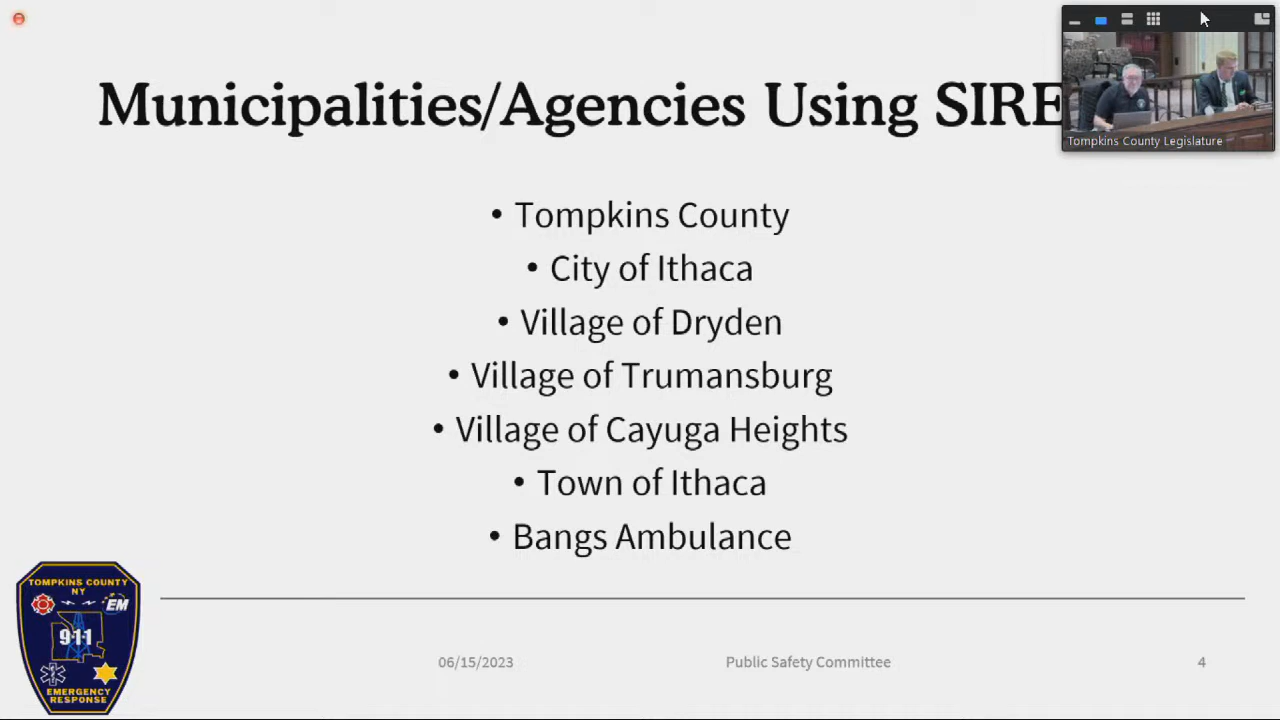 Municipalities/Agencies Using SIRE
Tompkins County Legislature
• Tompkins County
• City of Ithaca
• Village of Dryden
• Village of Trumansburg
• Village of Cayuga Heights
• Town of Ithaca
• Bangs Ambulance
TOMPKINS COUNTY
NY
EM
911
EMERGENCY
RESPONSE
06/15/2023
Public Safety Committee
4